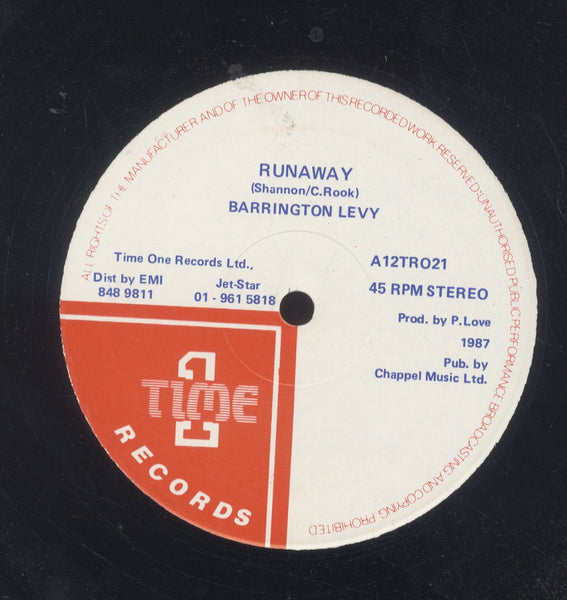 ALL RIGHTS OF THE MANUFACTURER AND OF THE OWNER OF THIS RECORDED WORK RESERVED: UNAUTHORISED PUBLIC PERFORMANCE BROADCASTING AND COPYING PROHIBITED
RUNAWAY
(Shannon/C.Rook)
BARRINGTON LEVY
Time One Records Ltd.,
Dist by EMI
848 9811
Jet-Star
01 - 961 5818
A12TRO21
45 RPM STEREO
Prod. by P.Love
1987
Pub. by
Chappel Music Ltd.
TIME 1
RECORDS